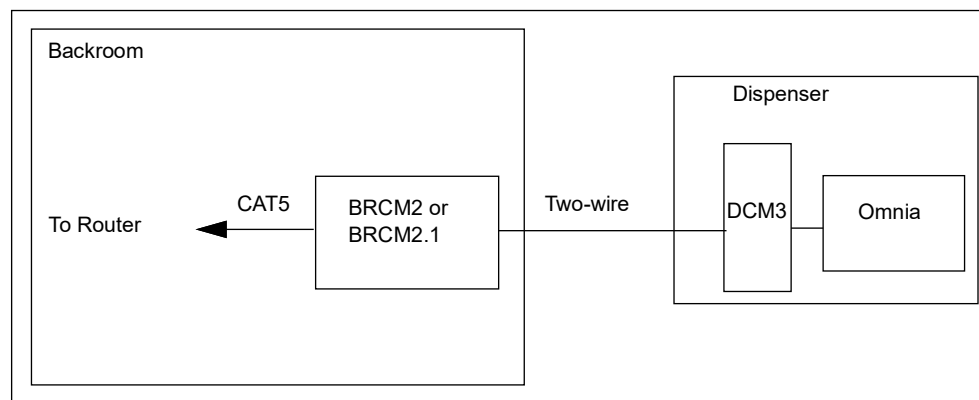 Backroom
Dispenser
CAT5
BRCM2 or
BRCM2.1
Two-wire
To Router
DCM3
Omnia